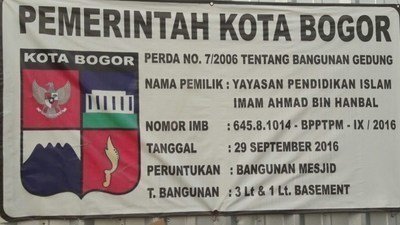 PEMERINTAH KOTA BOGOR
KOTA BOGOR
PERDA NO. 7/2006 TENTANG BANGUNAN GEDUNG
NAMA PEMILIK : YAYASAN PENDIDIKAN ISLAM
IMAM AHMAD BIN HANBAL
NOMOR IMB : 645.8.1014 - BPPTPM - IX / 2016
TANGGAL : 29 SEPTEMBER 2016
PERUNTUKAN : BANGUNAN MESJID
T. BANGUNAN : 3 Lt & 1 Lt. BASEMENT